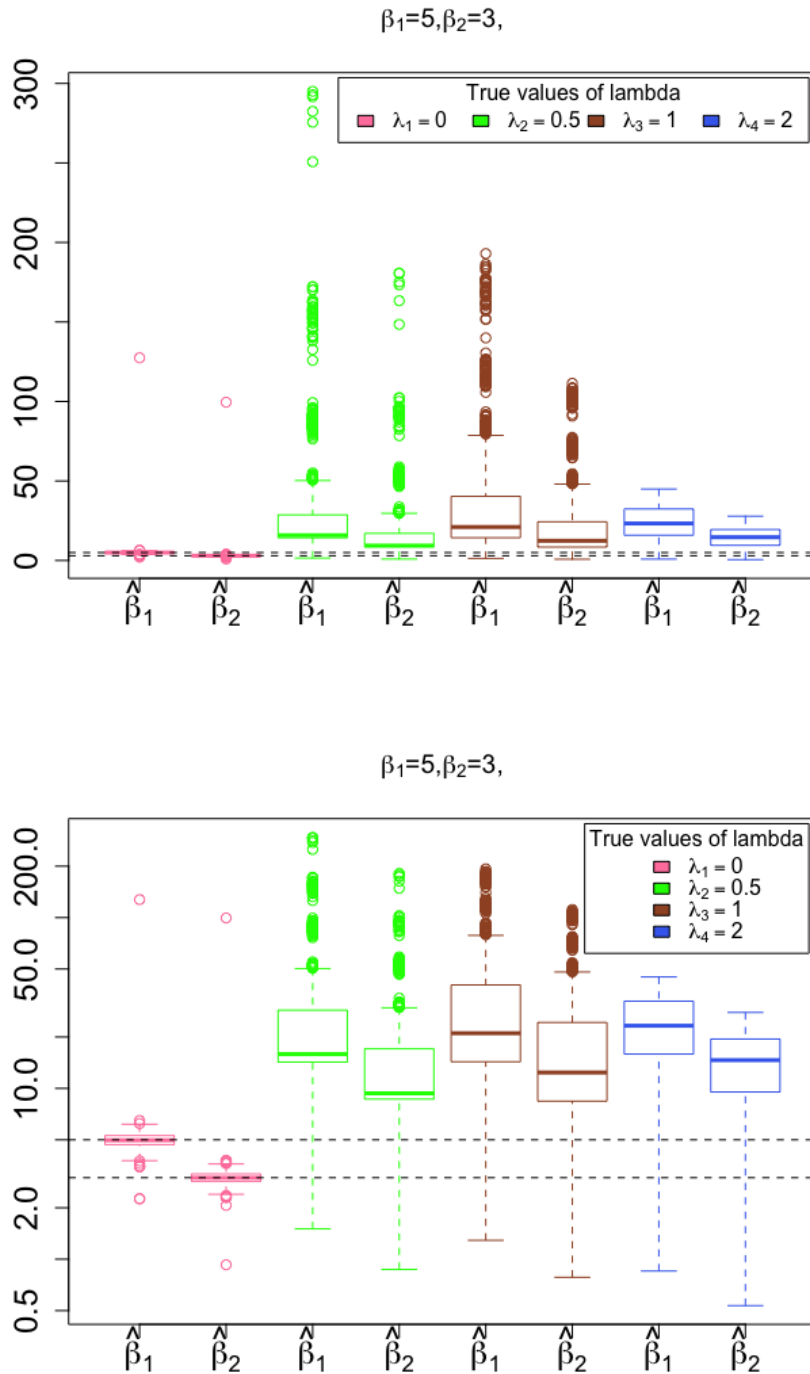 β₁=5,β₂=3,
300
200
100
50
0
True values of lambda
λ₁ = 0 λ₂ = 0.5 λ₃ = 1 λ₄ = 2
β̂₁ β̂₂ β̂₁ β̂₂ β̂₁ β̂₂ β̂₁ β̂₂
β₁=5,β₂=3,
200.0
50.0
10.0
2.0
0.5
True values of lambda
λ₁ = 0
λ₂ = 0.5
λ₃ = 1
λ₄ = 2
β̂₁ β̂₂ β̂₁ β̂₂ β̂₁ β̂₂ β̂₁ β̂₂